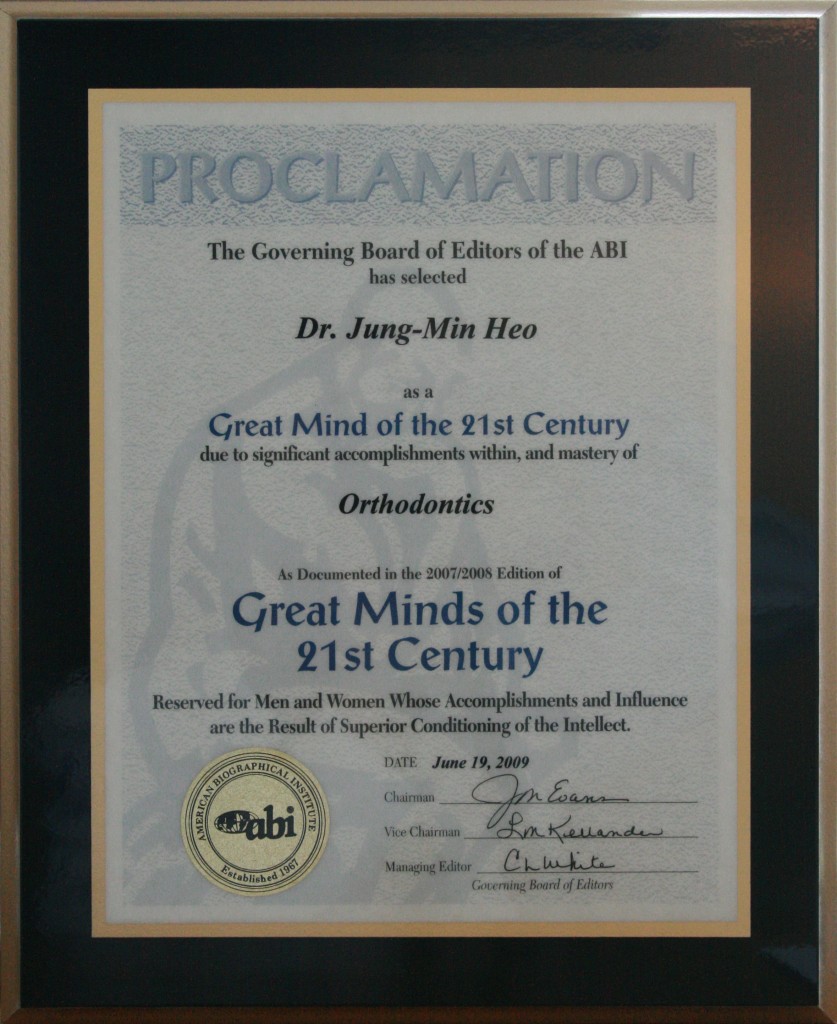 PROCLAMATION
The Governing Board of Editors of the ABI
has selected
Dr. Jung-Min Heo
as a
Great Mind of the 21st Century
due to significant accomplishments within, and mastery of
Orthodontics
As Documented in the 2007/2008 Edition of
Great Minds of the
21st Century
Reserved for Men and Women Whose Accomplishments and Influence
are the Result of Superior Conditioning of the Intellect.
DATE June 19, 2009
Chairman Jm Evans
Vice Chairman
Managing Editor CL White
Governing Board of Editors
AMERICAN BIOGRAPHICAL INSTITUTE
abi
Established 1967